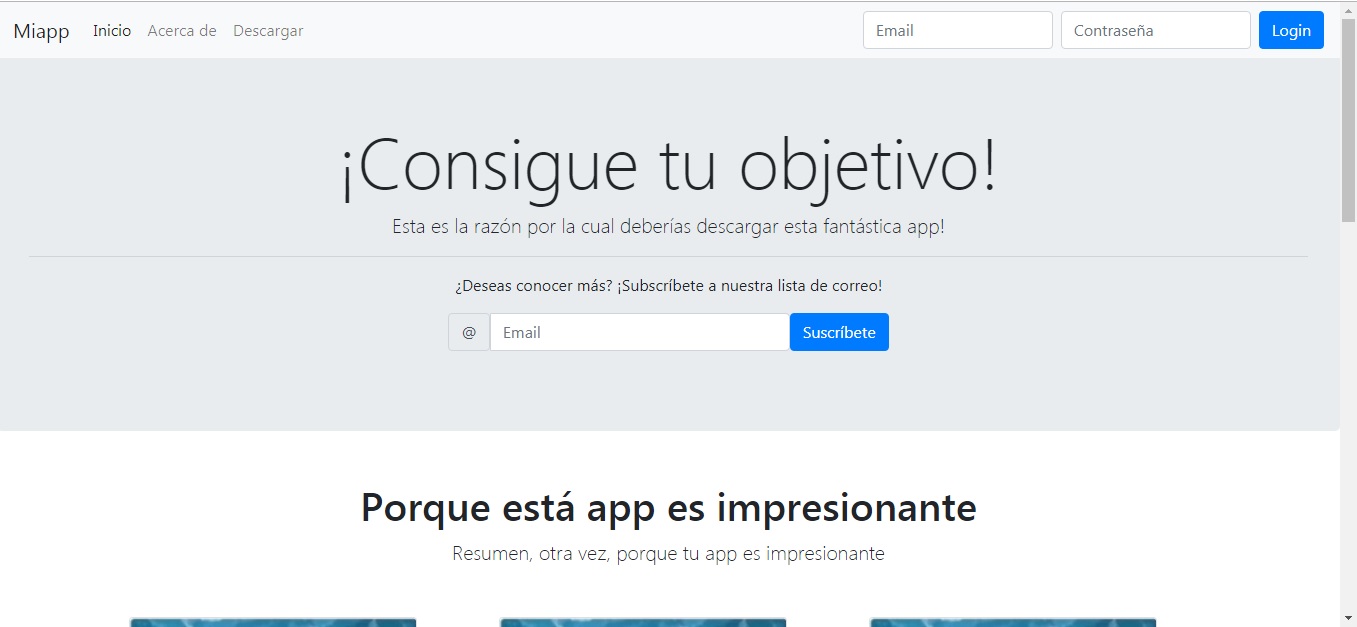 Miapp Inicio Acerca de Descargar Email Contraseña Login
¡Consigue tu objetivo!
Esta es la razón por la cual deberías descargar esta fantástica app!
¿Deseas conocer más? ¡Subscríbete a nuestra lista de correo!
@ Email Suscríbete
Porque está app es impresionante
Resumen, otra vez, porque tu app es impresionante